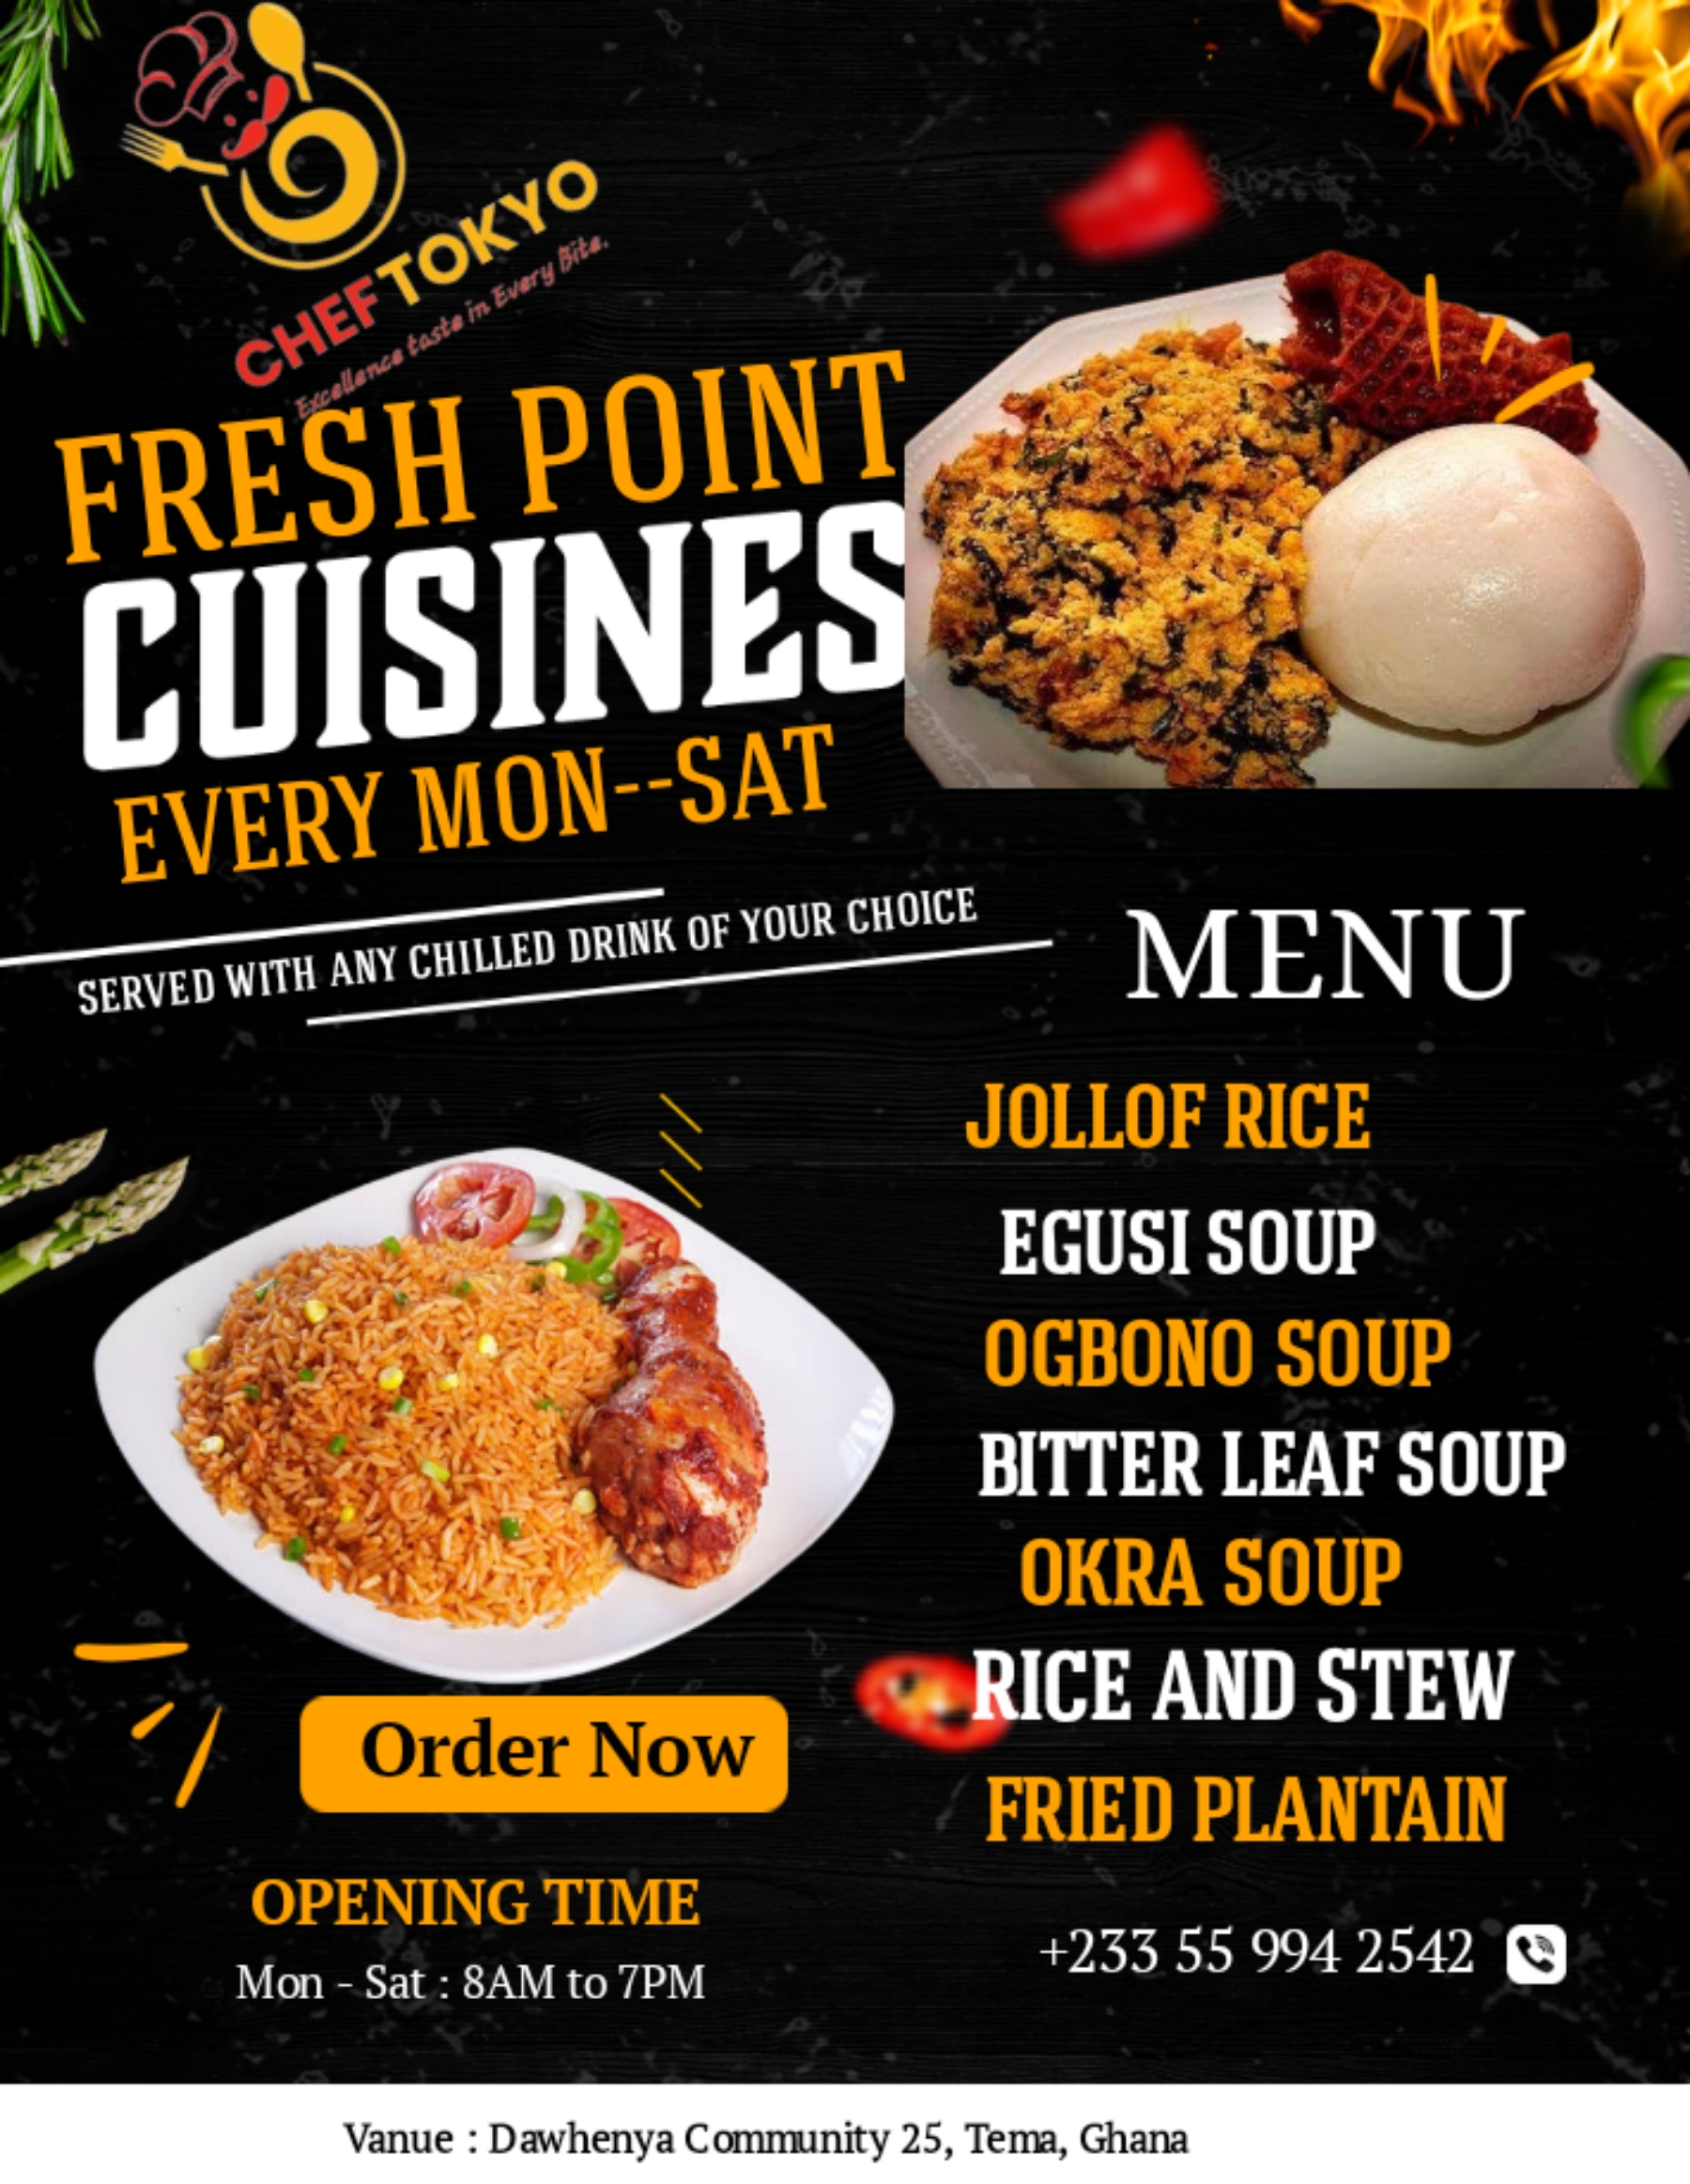 CHEF TOKYO
Excellence taste in Every Bite.
FRESH POINT
CUISINES
EVERY MON--SAT
SERVED WITH ANY CHILLED DRINK OF YOUR CHOICE
MENU
JOLLOF RICE
EGUSI SOUP
OGBONO SOUP
BITTER LEAF SOUP
OKRA SOUP
RICE AND STEW
FRIED PLANTAIN
Order Now
OPENING TIME
Mon - Sat : 8AM to 7PM
+233 55 994 2542
Vanue : Dawhenya Community 25, Tema, Ghana